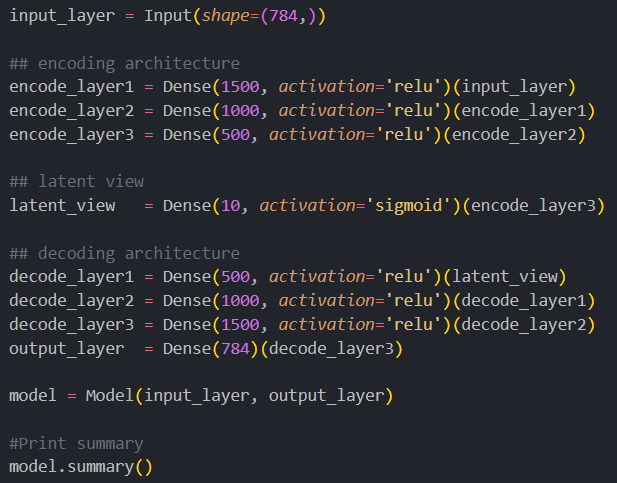 input_layer = Input(shape=(784,))
## encoding architecture
encode_layer1 = Dense(1500, activation='relu')(input_layer)
encode_layer2 = Dense(1000, activation='relu')(encode_layer1)
encode_layer3 = Dense(500, activation='relu')(encode_layer2)
## latent view
latent_view   = Dense(10, activation='sigmoid')(encode_layer3)
## decoding architecture
decode_layer1 = Dense(500, activation='relu')(latent_view)
decode_layer2 = Dense(1000, activation='relu')(decode_layer1)
decode_layer3 = Dense(1500, activation='relu')(decode_layer2)
output_layer  = Dense(784)(decode_layer3)
model = Model(input_layer, output_layer)
#Print summary
model.summary()